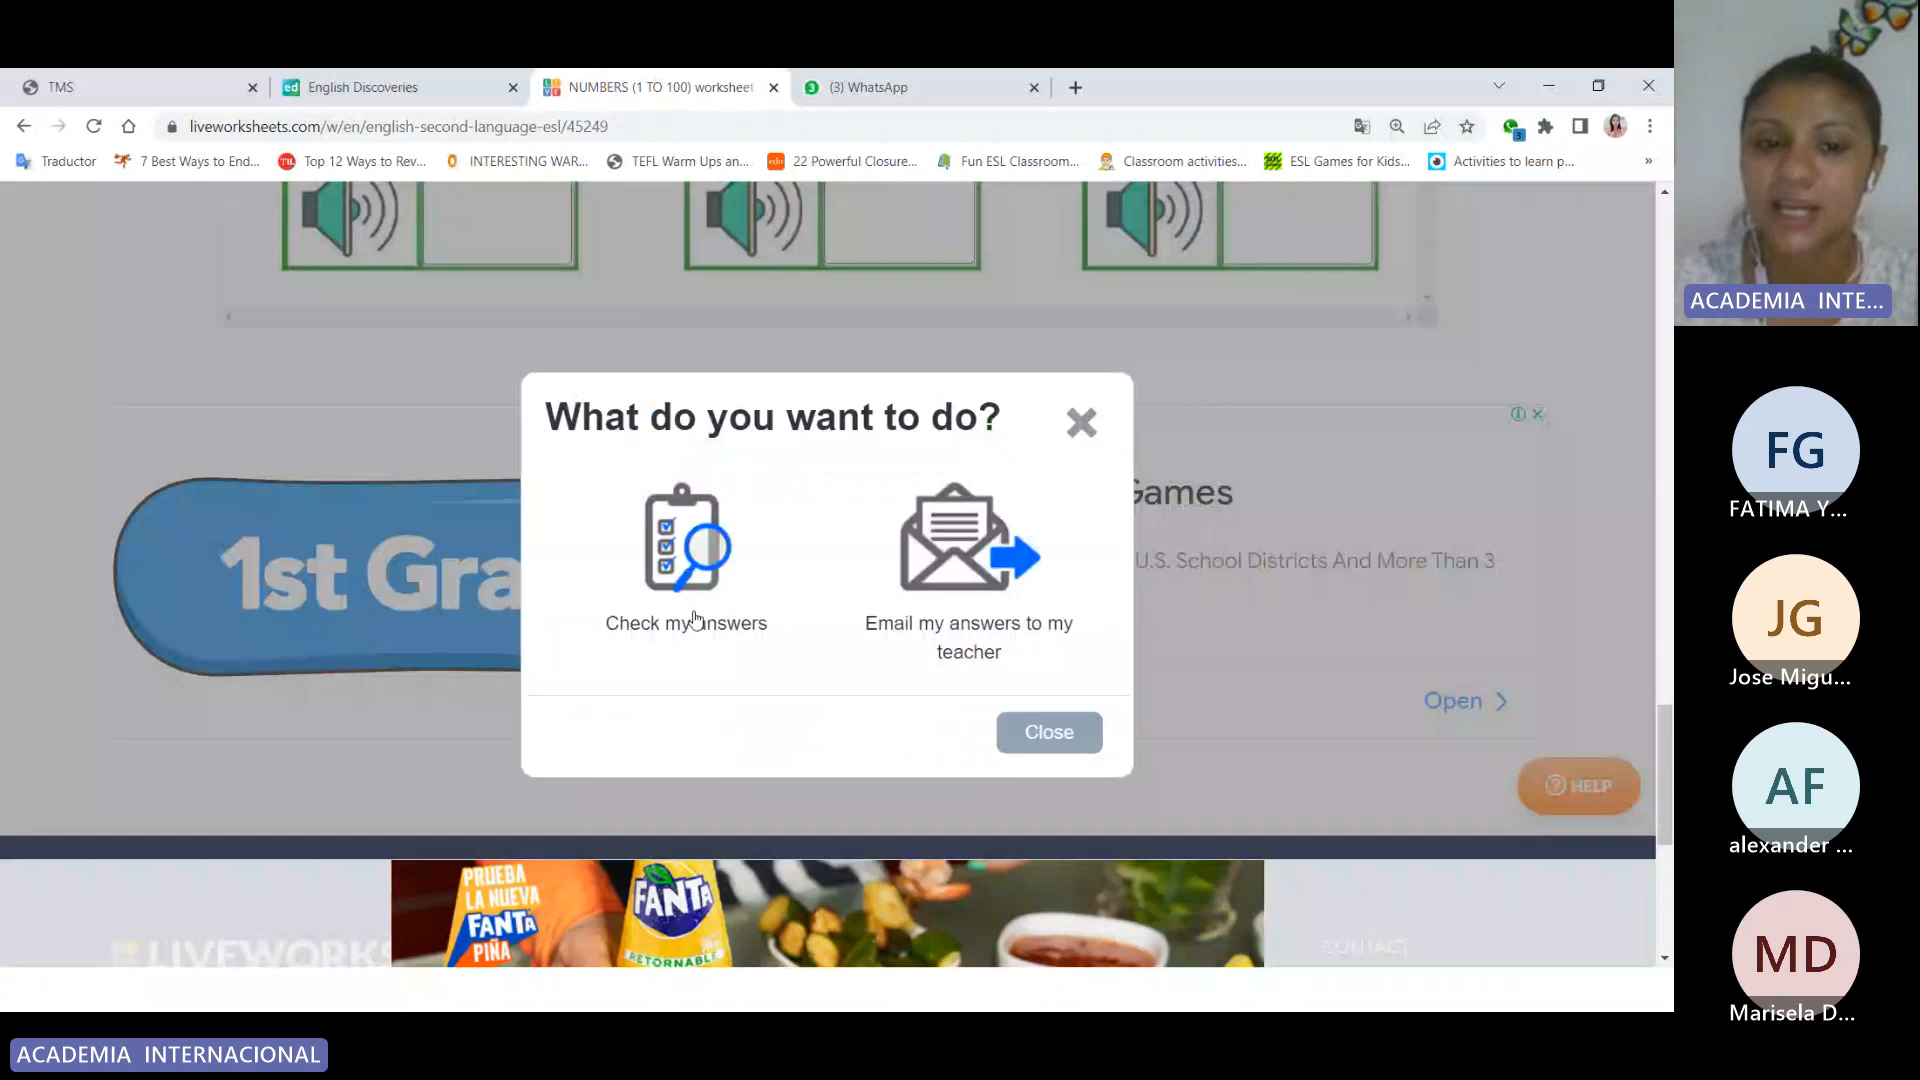 TMS
English Discoveries
NUMBERS (1 TO 100) worksheet
(3) WhatsApp
liveworksheets.com/w/en/english-second-language-esl/45249
3
Traductor
7 Best Ways to End...
Top 12 Ways to Rev...
INTERESTING WAR...
TEFL Warm Ups an...
22 Powerful Closure...
Fun ESL Classroom...
Classroom activities...
ESL Games for Kids...
Activities to learn p...
»
ACADEMIA INTE...
What do you want to do?
Check my answers
Email my answers to my
teacher
Close
1st Gra
Games
U.S. School Districts And More Than 3
Open
HELP
PRUEBA
LA NUEVA
FANTA
PIÑA
FANTA
RETORNABLE
LIVEWORKS
CONTACT
FG
FATIMA Y...
JG
Jose Migu...
AF
alexander ...
MD
Marisela D...
ACADEMIA INTERNACIONAL